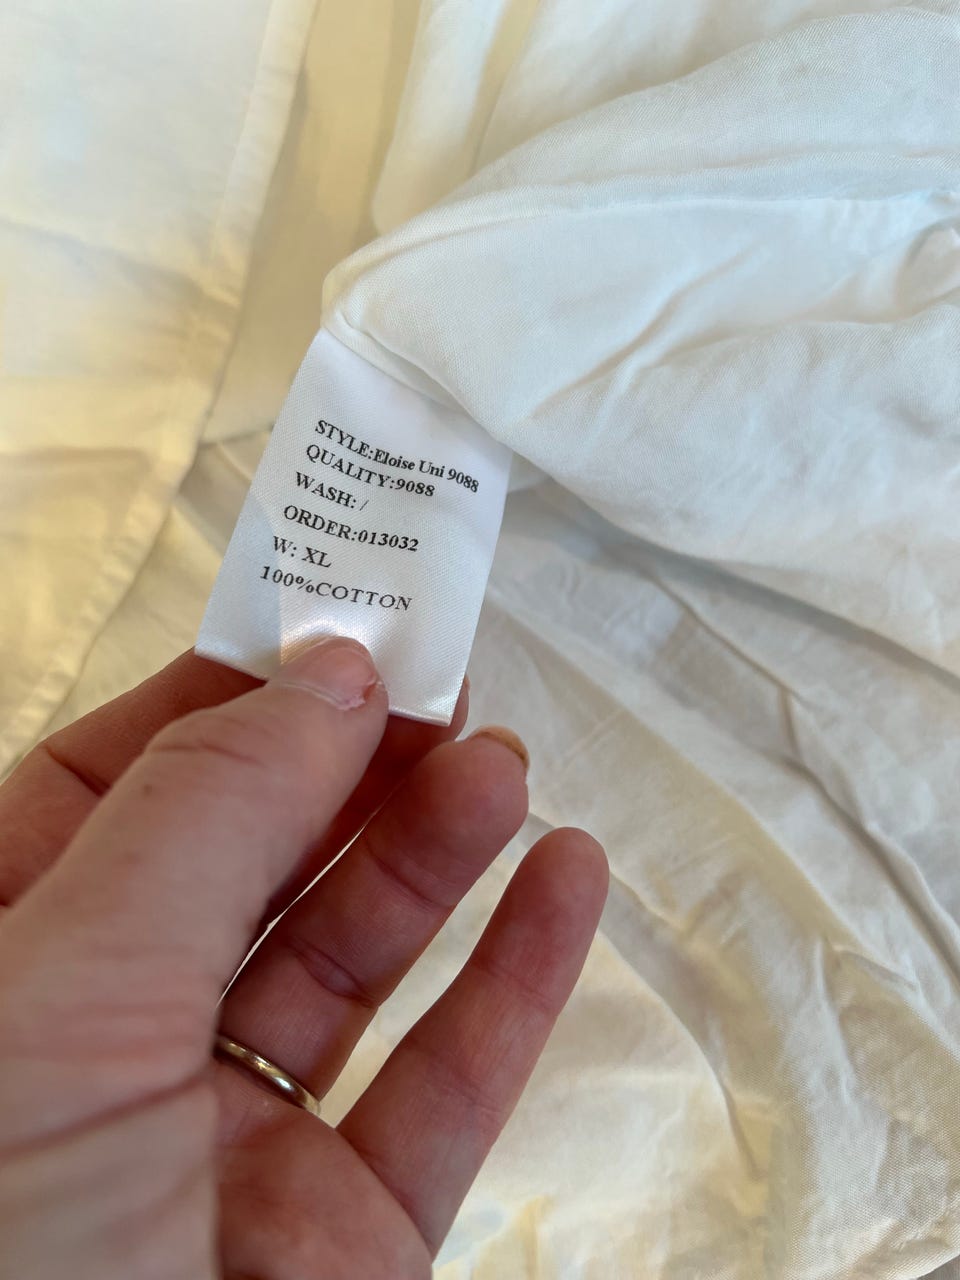 STYLE:Eloise Uni 9088
QUALITY:9088
WASH: /
ORDER:013032
W: XL
100%COTTON